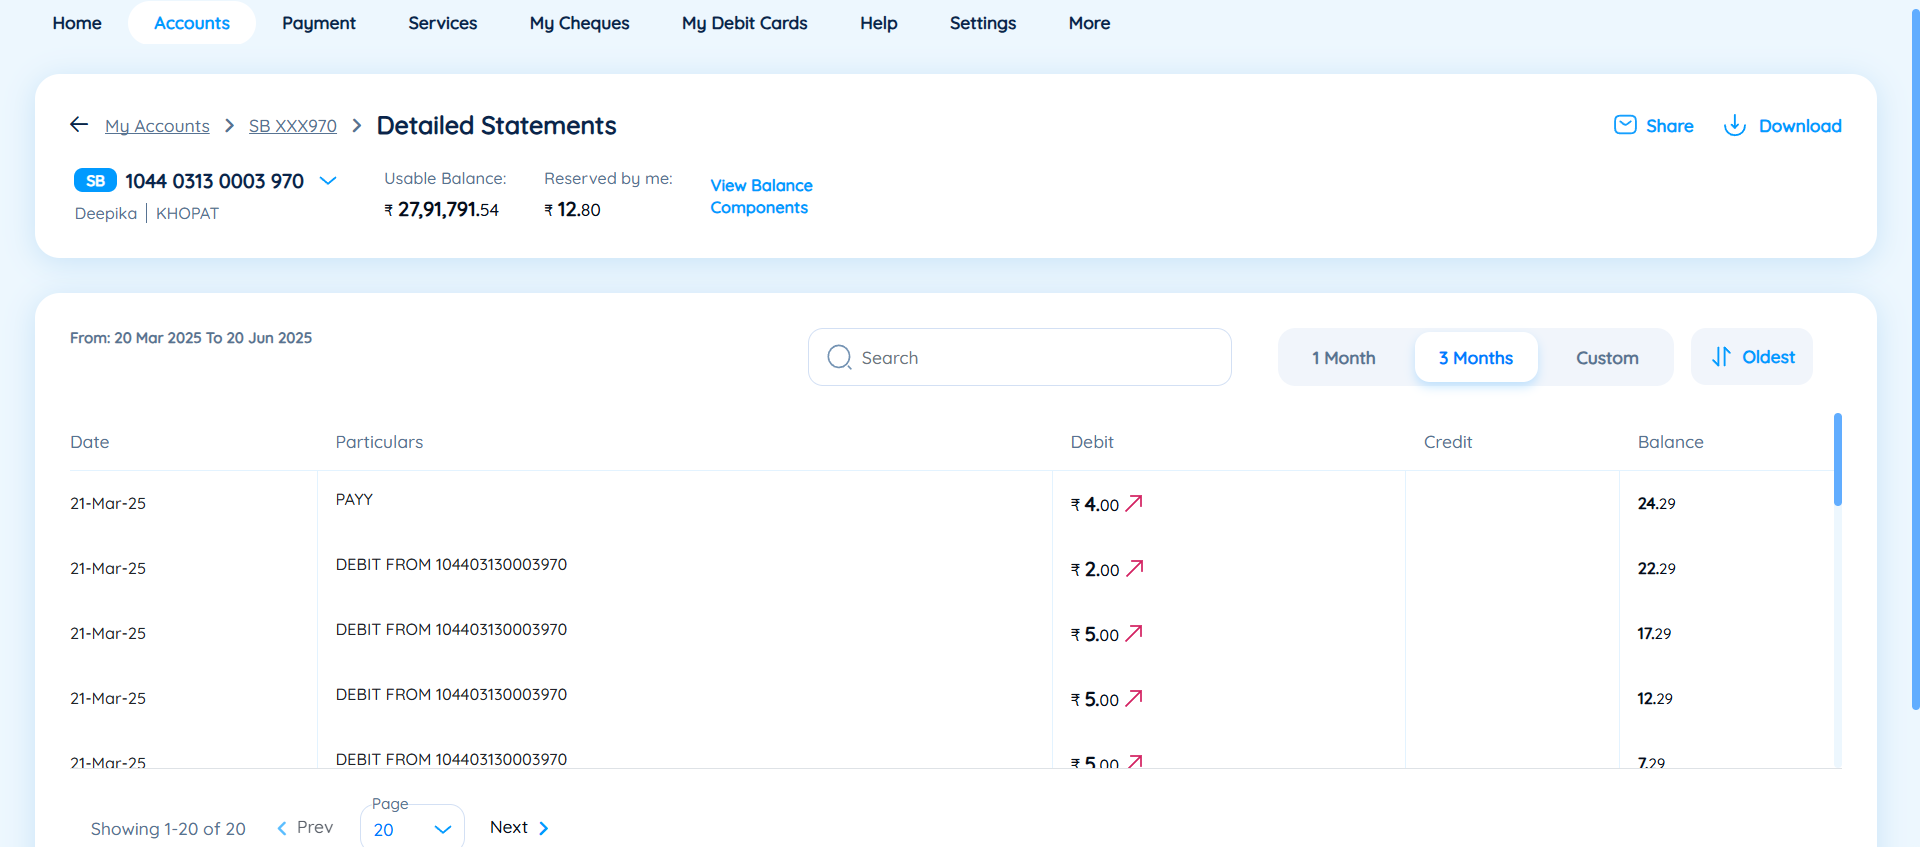 Home Accounts Payment Services My Cheques My Debit Cards Help Settings More
My Accounts SB XXX970 Detailed Statements Share Download
SB 1044 0313 0003 970 Usable Balance: Reserved by me: View Balance Components
Deepika KHOPAT ₹ 27,91,791.54 ₹ 12.80
From: 20 Mar 2025 To 20 Jun 2025 Search 1 Month 3 Months Custom Oldest
Date Particulars Debit Credit Balance
21-Mar-25 PAYY ₹ 4.00 24.29
21-Mar-25 DEBIT FROM 104403130003970 ₹ 2.00 22.29
21-Mar-25 DEBIT FROM 104403130003970 ₹ 5.00 17.29
21-Mar-25 DEBIT FROM 104403130003970 ₹ 5.00 12.29
21-Mar-25 DEBIT FROM 104403130003970 ₹ 5.00 7.29
Page
Showing 1-20 of 20 Prev 20 Next